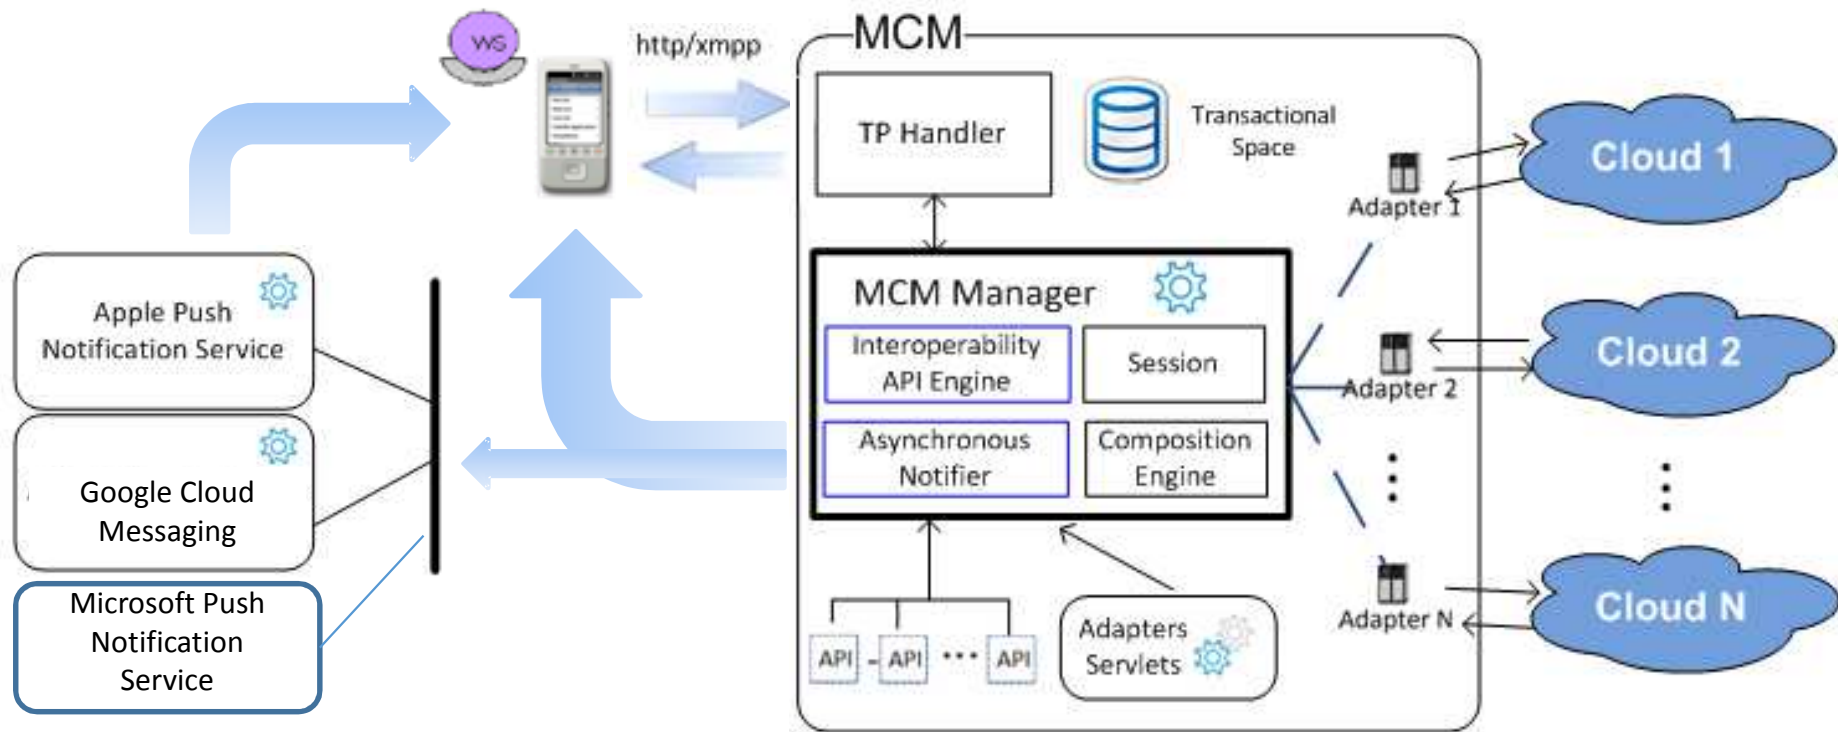 WS
http/xmpp
MCM
TP Handler
Transactional
Space
Adapter 1
Cloud 1
Apple Push
Notification Service
Google Cloud
Messaging
Microsoft Push
Notification
Service
MCM Manager
Interoperability
API Engine
Session
Asynchronous
Notifier
Composition
Engine
Adapter 2
Cloud 2
API
API
API
Adapters
Servlets
Adapter N
Cloud N